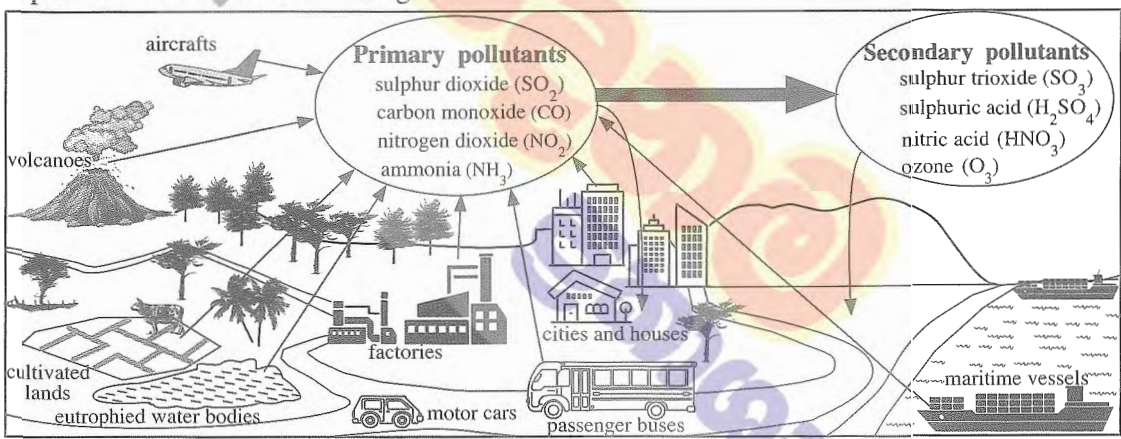 aircrafts
Primary pollutants
sulphur dioxide (SO₂)
carbon monoxide (CO)
nitrogen dioxide (NO₂)
ammonia (NH₃)
Secondary pollutants
sulphur trioxide (SO₃)
sulphuric acid (H₂SO₄)
nitric acid (HNO₃)
ozone (O₃)
volcanoes
cities and houses
factories
cultivated
lands
eutrophied water bodies
motor cars
passenger buses
maritime vessels